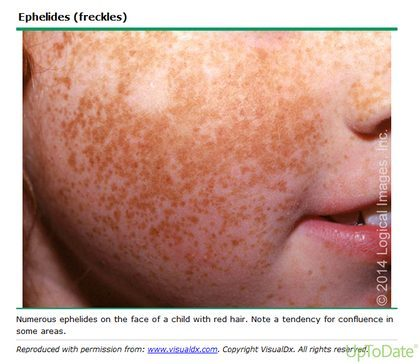 Ephelides (freckles)
© 2014 Logical Images, Inc.
Numerous ephelides on the face of a child with red hair. Note a tendency for confluence in
some areas.
Reproduced with permission from: www.visualdx.com. Copyright VisualDx. All rights reserved.
UpToDate